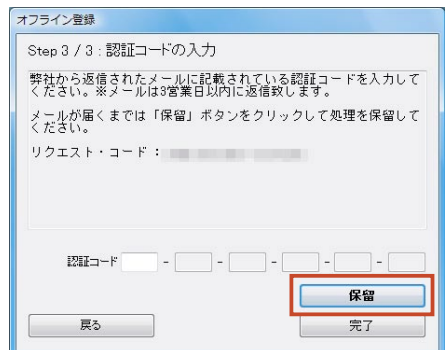 オフライン登録
Step 3 / 3 : 認証コードの入力
弊社から返信されたメールに記載されている認証コードを入力して
ください。※メールは3営業日以内に返信致します。
メールが届くまでは「保留」ボタンをクリックして処理を保留して
ください。
リクエスト・コード :
認証コード - - - - -
保留
戻る
完了